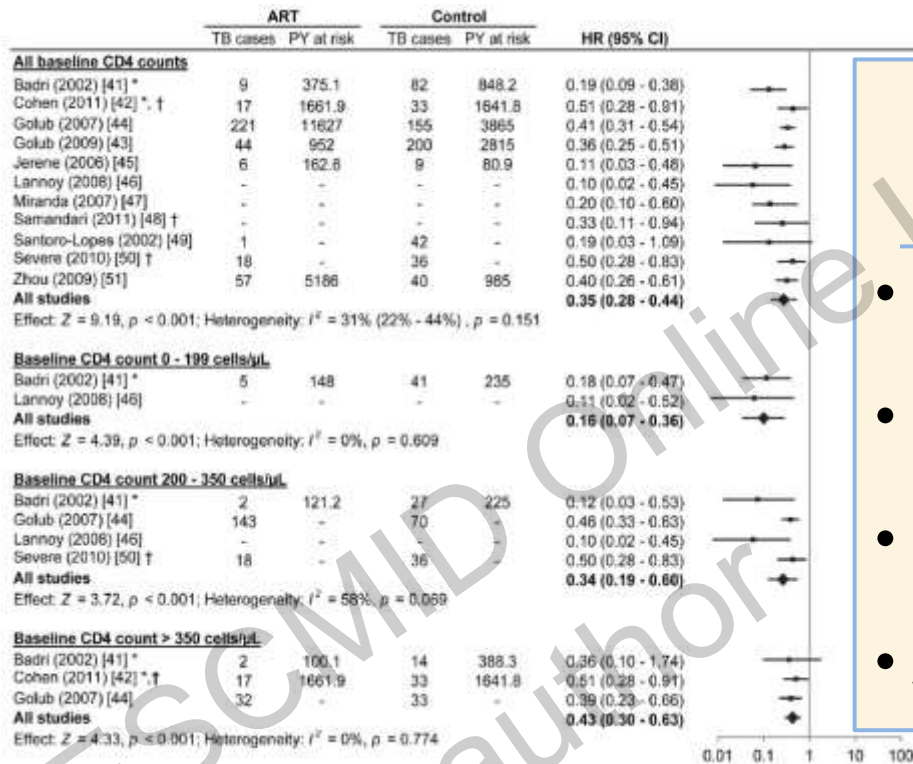 ART Control
TB cases PY at risk TB cases PY at risk HR (95% CI)
All baseline CD4 counts
Badri (2002) [41] * 9 375.1 82 848.2 0.19 (0.09 - 0.38)
Cohen (2011) [42] *, † 17 1661.9 33 1641.8 0.51 (0.28 - 0.91)
Golub (2007) [44] 221 11627 155 3865 0.41 (0.31 - 0.54)
Golub (2009) [43] 44 952 200 2815 0.36 (0.25 - 0.51)
Jerene (2006) [45] 6 162.8 9 80.9 0.11 (0.03 - 0.48)
Lannoy (2008) [46] - - - - 0.10 (0.02 - 0.45)
Miranda (2007) [47] - - - - 0.20 (0.10 - 0.60)
Samandari (2011) [48] † - - - - 0.33 (0.11 - 0.94)
Santoro-Lopes (2002) [49] 1 - 42 - 0.19 (0.03 - 1.09)
Severe (2010) [50] † 18 - 36 - 0.50 (0.28 - 0.83)
Zhou (2009) [51] 57 5186 40 985 0.40 (0.26 - 0.61)
All studies 0.35 (0.28 - 0.44)
Effect: Z = 9.19, p < 0.001; Heterogeneity: I² = 31% (22% - 44%) , p = 0.151
Baseline CD4 count 0 - 199 cells/µL
Badri (2002) [41] * 5 148 41 235 0.18 (0.07 - 0.47)
Lannoy (2008) [46] - - - - 0.11 (0.02 - 0.52)
All studies 0.16 (0.07 - 0.36)
Effect: Z = 4.39, p < 0.001; Heterogeneity: I² = 0%, p = 0.609
Baseline CD4 count 200 - 350 cells/µL
Badri (2002) [41] * 2 121.2 27 225 0.12 (0.03 - 0.53)
Golub (2007) [44] 143 - 70 - 0.46 (0.33 - 0.63)
Lannoy (2008) [46] - - - - 0.10 (0.02 - 0.45)
Severe (2010) [50] † 18 - 36 - 0.50 (0.28 - 0.83)
All studies 0.34 (0.19 - 0.60)
Effect: Z = 3.72, p < 0.001; Heterogeneity: I² = 58%, p = 0.069
Baseline CD4 count > 350 cells/µL
Badri (2002) [41] * 2 100.1 14 388.3 0.36 (0.10 - 1.74)
Cohen (2011) [42] *,† 17 1661.9 33 1641.8 0.51 (0.28 - 0.91)
Golub (2007) [44] 32 - 33 - 0.39 (0.23 - 0.66)
All studies 0.43 (0.30 - 0.63)
Effect: Z = 4.33, p < 0.001; Heterogeneity: I² = 0%, p = 0.774
0.01 0.1 1 10 100
ESCMID Online
author